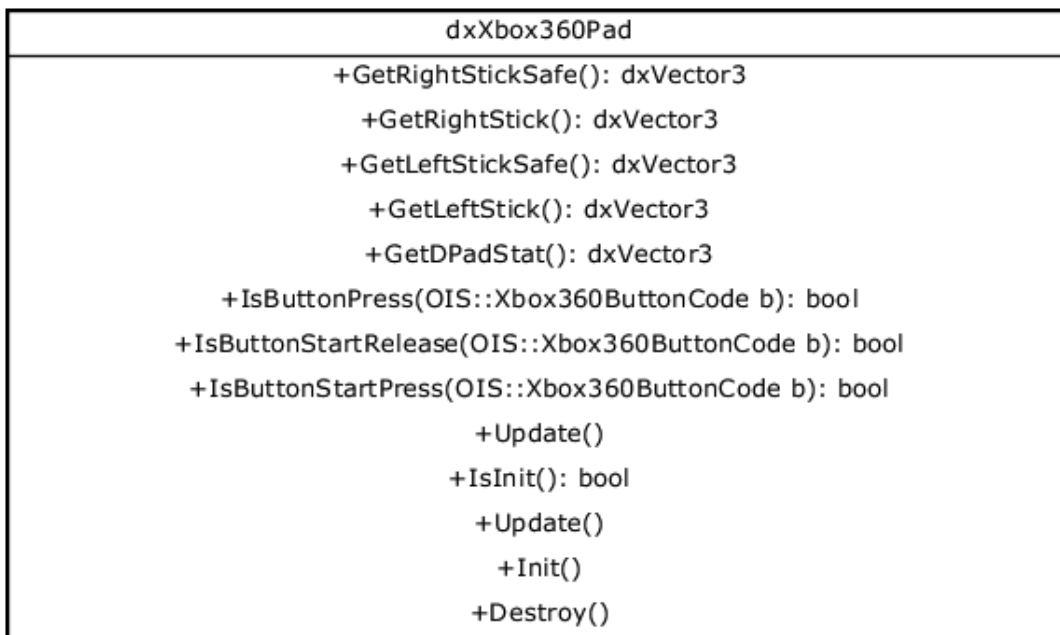 dxXbox360Pad
+GetRightStickSafe(): dxVector3
+GetRightStick(): dxVector3
+GetLeftStickSafe(): dxVector3
+GetLeftStick(): dxVector3
+GetDPadStat(): dxVector3
+IsButtonPress(OIS::Xbox360ButtonCode b): bool
+IsButtonStartRelease(OIS::Xbox360ButtonCode b): bool
+IsButtonStartPress(OIS::Xbox360ButtonCode b): bool
+Update()
+IsInit(): bool
+Update()
+Init()
+Destroy()